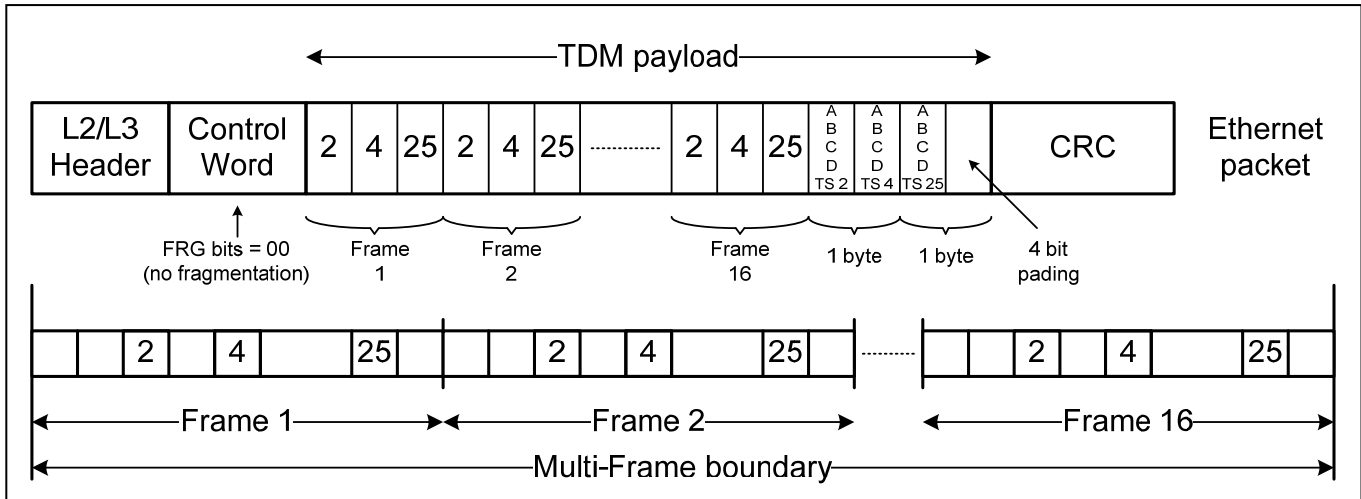 TDM payload
L2/L3
Header
Control
Word
2 4 25 2 4 25 2 4 25
A
B
C
D
TS 2
A
B
C
D
TS 4
A
B
C
D
TS 25
CRC
Ethernet
packet
FRG bits = 00
(no fragmentation)
Frame
1
Frame
2
Frame
16
1 byte
1 byte
4 bit
pading
2 4 25 2 4 25 2 4 25
Frame 1 Frame 2 Frame 16
Multi-Frame boundary